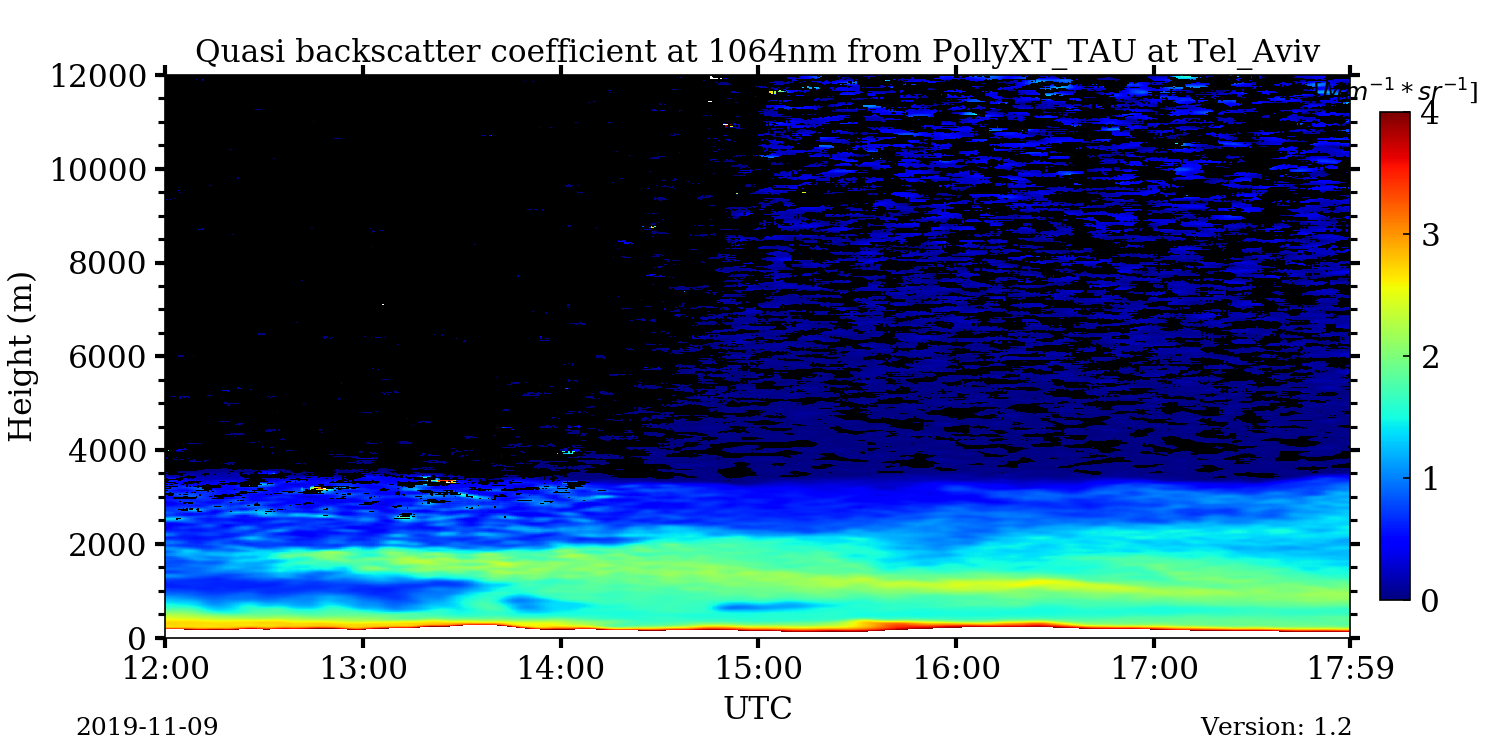 Quasi backscatter coefficient at 1064nm from PollyXT_TAU at Tel_Aviv
12000
10000
8000
6000
4000
2000
0
Height (m)
12:00 13:00 14:00 15:00 16:00 17:00 17:59
UTC
[Mm⁻¹*sr⁻¹]
4
3
2
1
0
2019-11-09
Version: 1.2